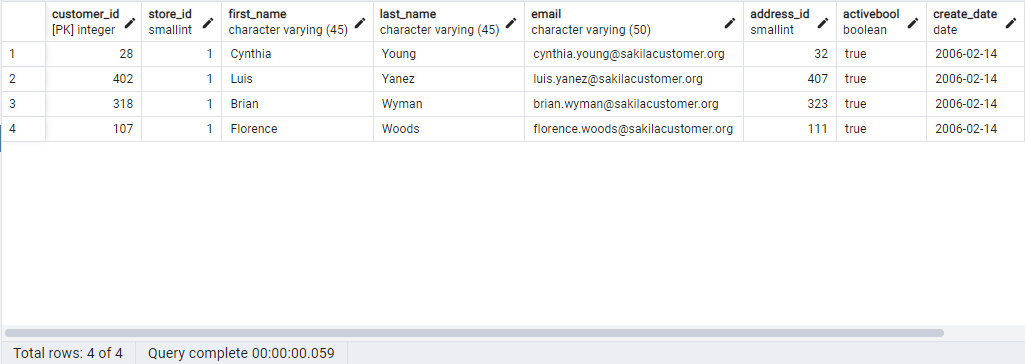 customer_id store_id first_name last_name email address_id activebool create_date
[PK] integer smallint character varying (45) character varying (45) character varying (50) smallint boolean date
1 28 1 Cynthia Young cynthia.young@sakilacustomer.org 32 true 2006-02-14
2 402 1 Luis Yanez luis.yanez@sakilacustomer.org 407 true 2006-02-14
3 318 1 Brian Wyman brian.wyman@sakilacustomer.org 323 true 2006-02-14
4 107 1 Florence Woods florence.woods@sakilacustomer.org 111 true 2006-02-14
Total rows: 4 of 4 Query complete 00:00:00.059